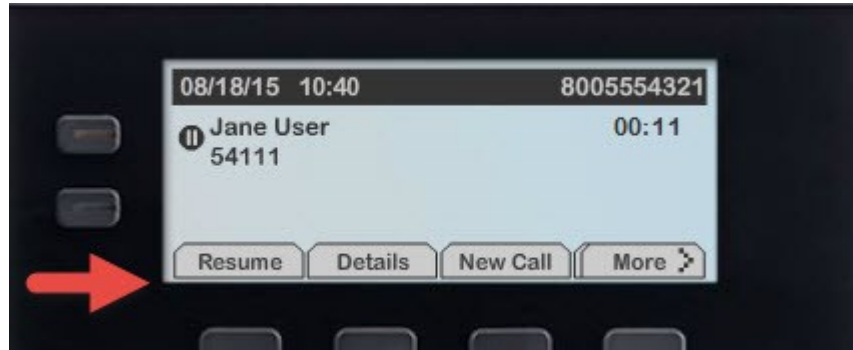 08/18/15 10:40 8005554321
Jane User 00:11
54111
Resume Details New Call More